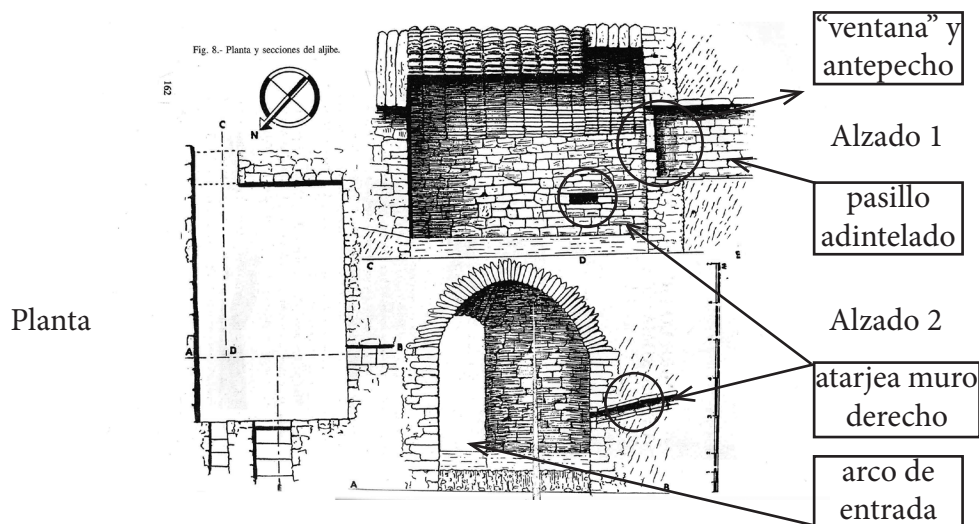 Fig. 8.- Planta y secciones del aljibe.
162
N
C
A
D
B
E
C
D
E
A
B
Planta
“ventana” y
antepecho
Alzado 1
pasillo
adintelado
Alzado 2
atarjea muro
derecho
arco de
entrada